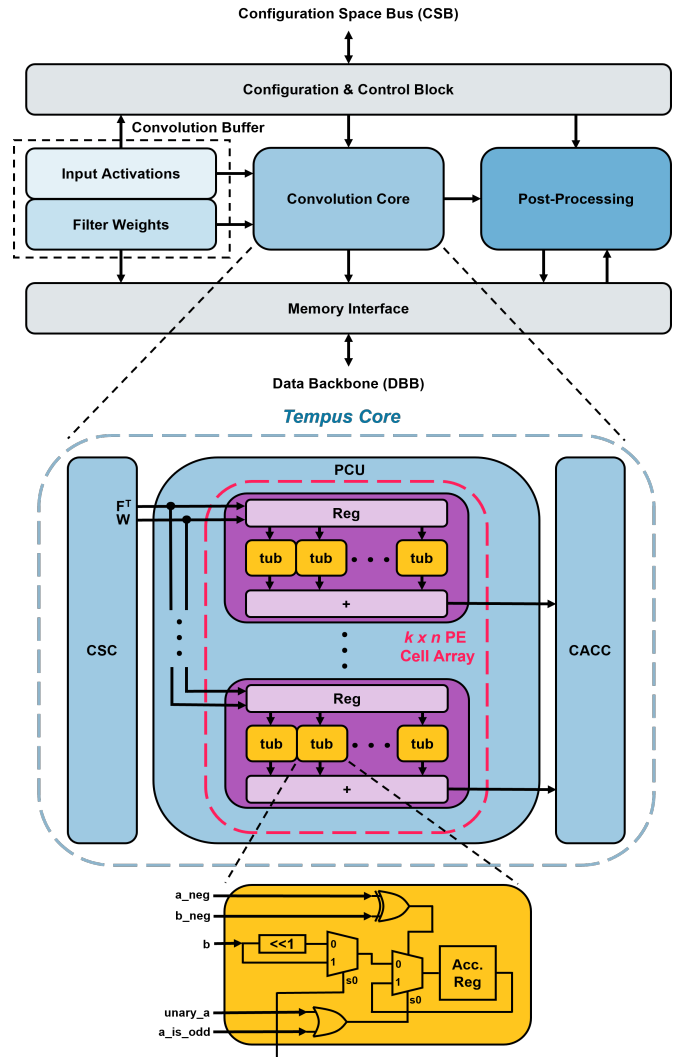 Configuration Space Bus (CSB)
Configuration & Control Block
Convolution Buffer
Input Activations
Filter Weights
Convolution Core
Post-Processing
Memory Interface
Data Backbone (DBB)
Tempus Core
CSC
PCU
CACC
Fᵀ
W
Reg
tub
tub
tub
+
k x n PE
Cell Array
Reg
tub
tub
tub
+
a_neg
b_neg
b
<<1
0
1
s0
0
1
s0
Acc.
Reg
unary_a
a_is_odd